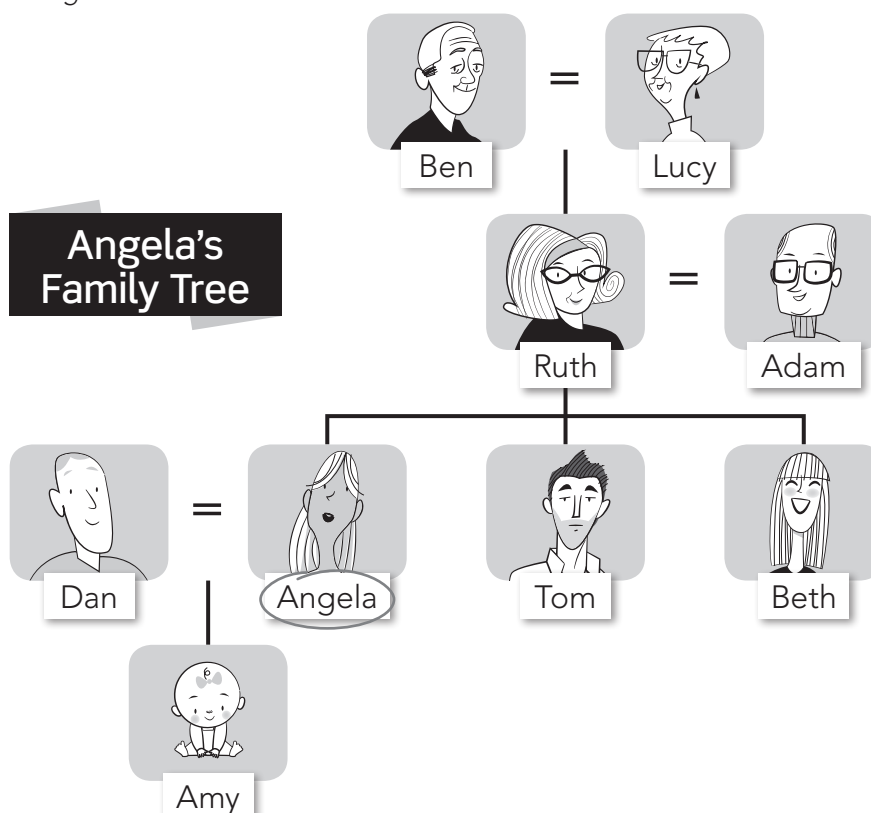 Ben
Lucy
Angela's
Family Tree
Ruth
Adam
Dan
Angela
Tom
Beth
Amy